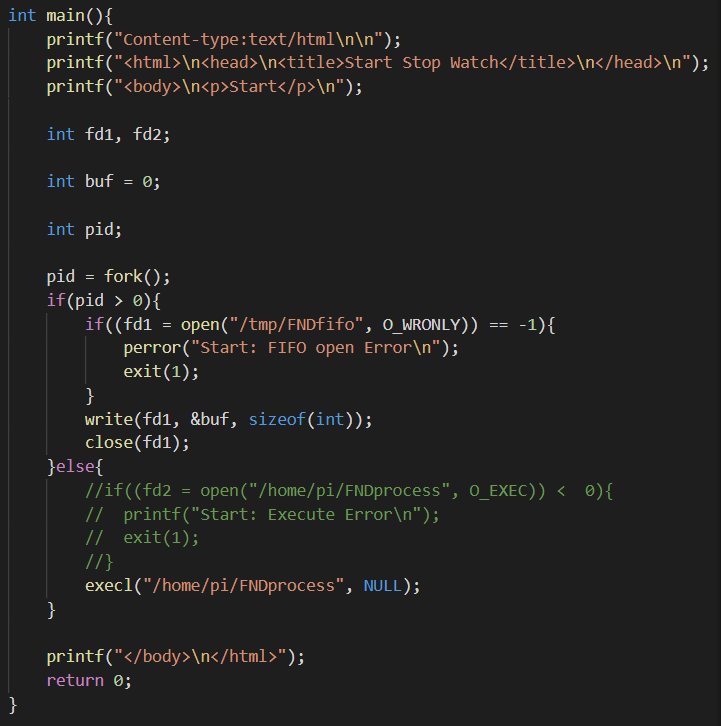 int main(){
    printf("Content-type:text/html\n\n");
    printf("<html>\n<head>\n<title>Start Stop Watch</title>\n</head>\n");
    printf("<body>\n<p>Start</p>\n");

    int fd1, fd2;

    int buf = 0;

    int pid;

    pid = fork();
    if(pid > 0){
        if((fd1 = open("/tmp/FNDfifo", O_WRONLY)) == -1){
            perror("Start: FIFO open Error\n");
            exit(1);
        }
        write(fd1, &buf, sizeof(int));
        close(fd1);
    }else{
        //if((fd2 = open("/home/pi/FNDprocess", O_EXEC)) <  0){
        //  printf("Start: Execute Error\n");
        //  exit(1);
        //}
        execl("/home/pi/FNDprocess", NULL);
    }

    printf("</body>\n</html>");
    return 0;
}